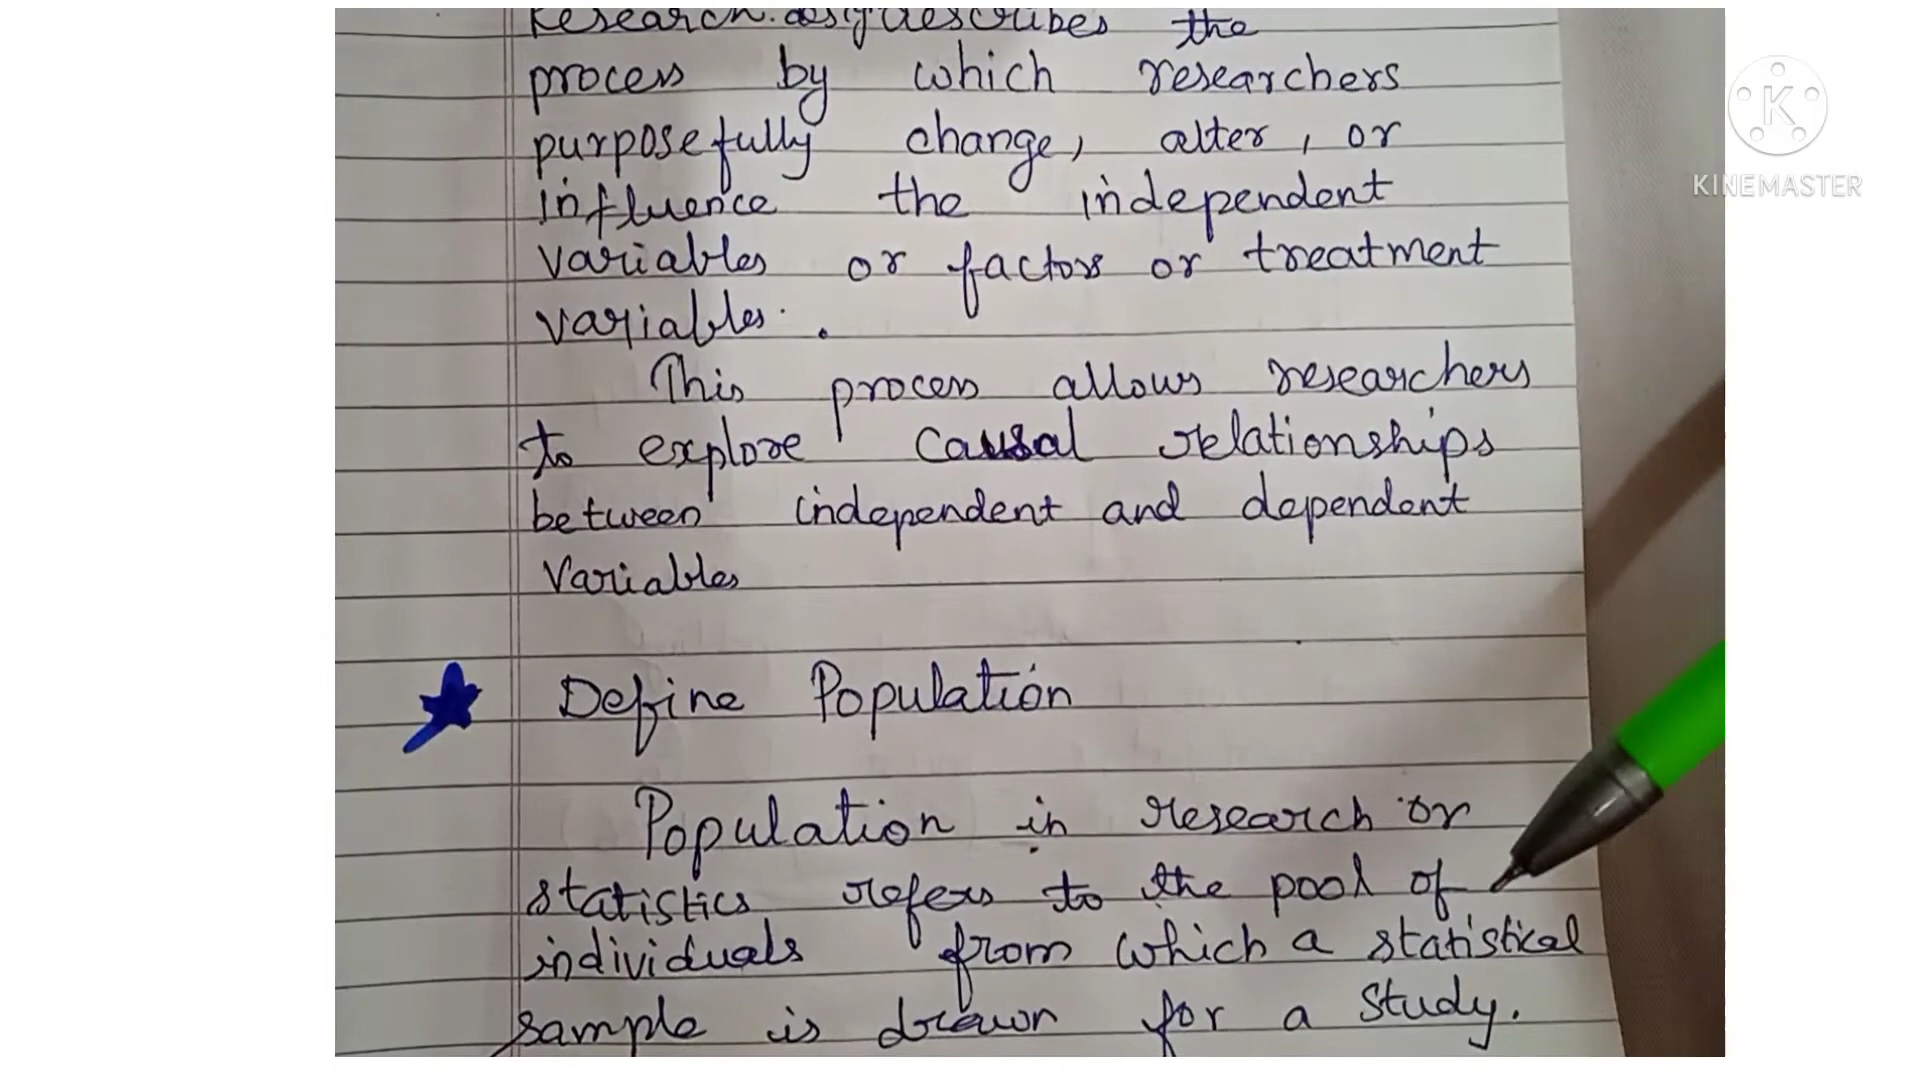 Research describes the
process by which researchers
purposefully change, alter, or
influence the independent
variables or factors or treatment
variables.
This process allows researchers
to explore causal relationships
between independent and dependent
Variables
Define Population
Population in research or
statistics refers to the pool of
individuals from which a statistical
sample is drawn for a study.
K
KINEMASTER